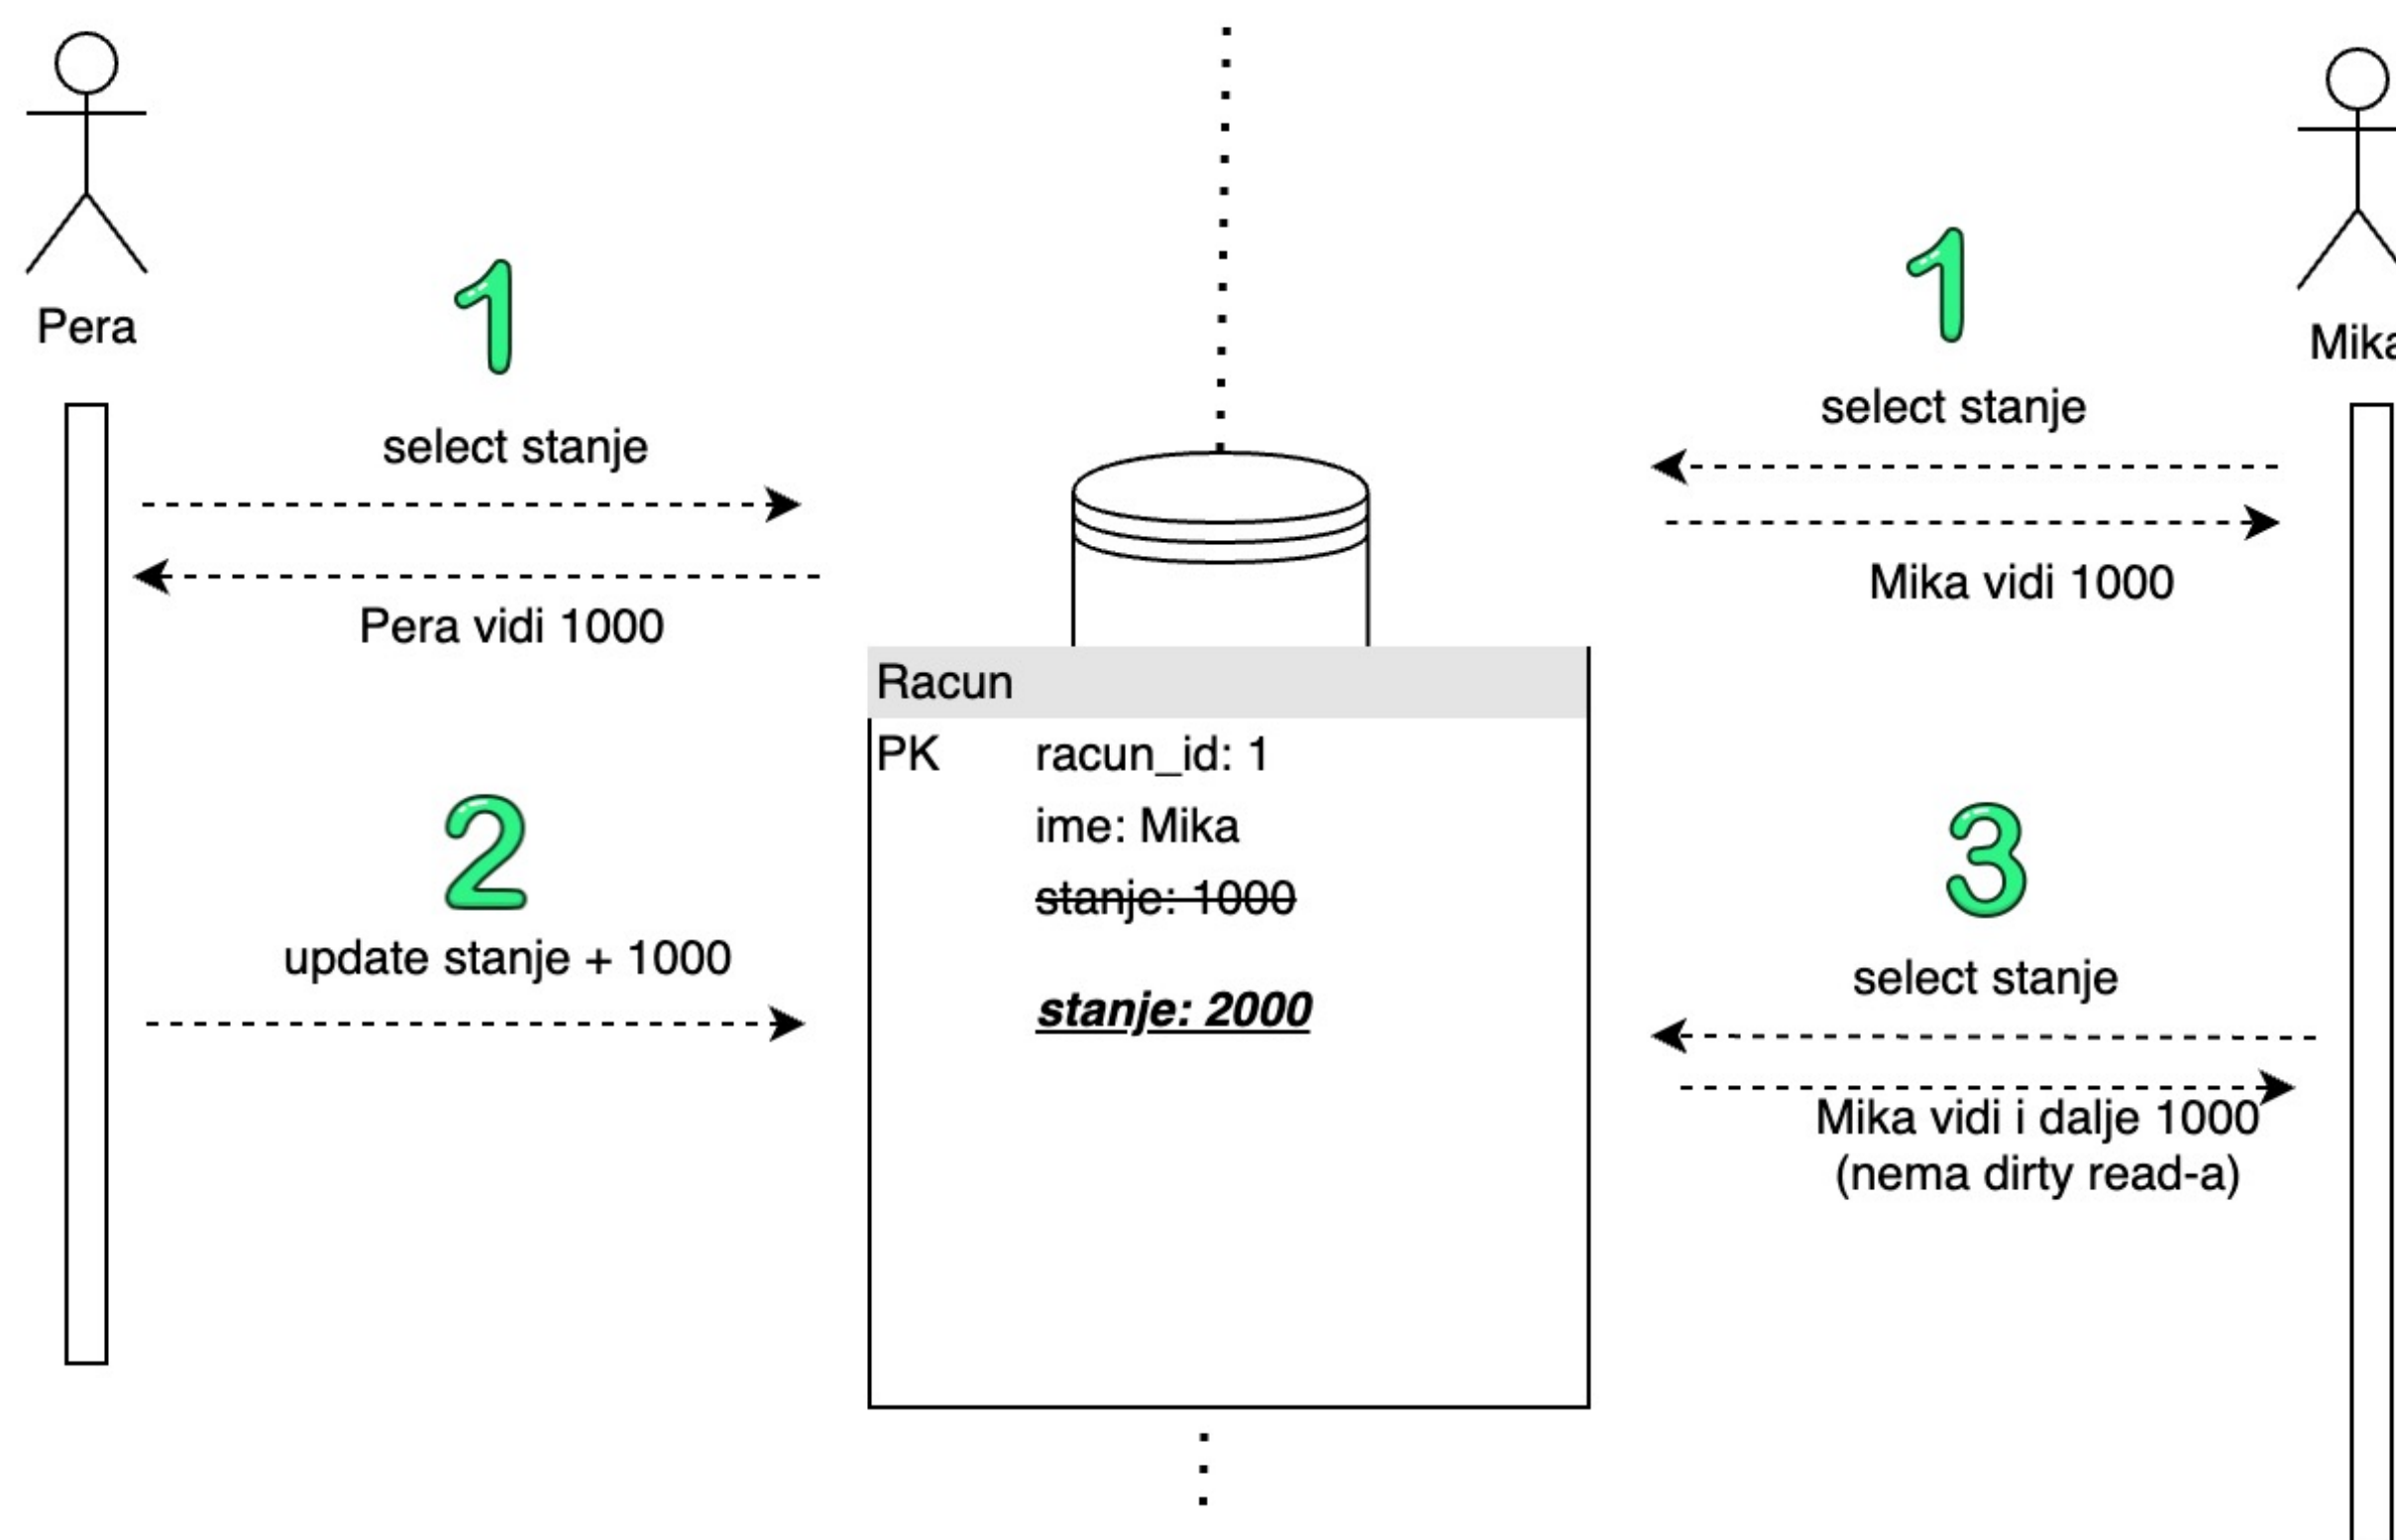 Pera
1
select stanje
Pera vidi 1000
2
update stanje + 1000
Racun
PK racun_id: 1
ime: Mika
stanje: 1000
stanje: 2000
Mika
1
select stanje
Mika vidi 1000
3
select stanje
Mika vidi i dalje 1000
(nema dirty read-a)